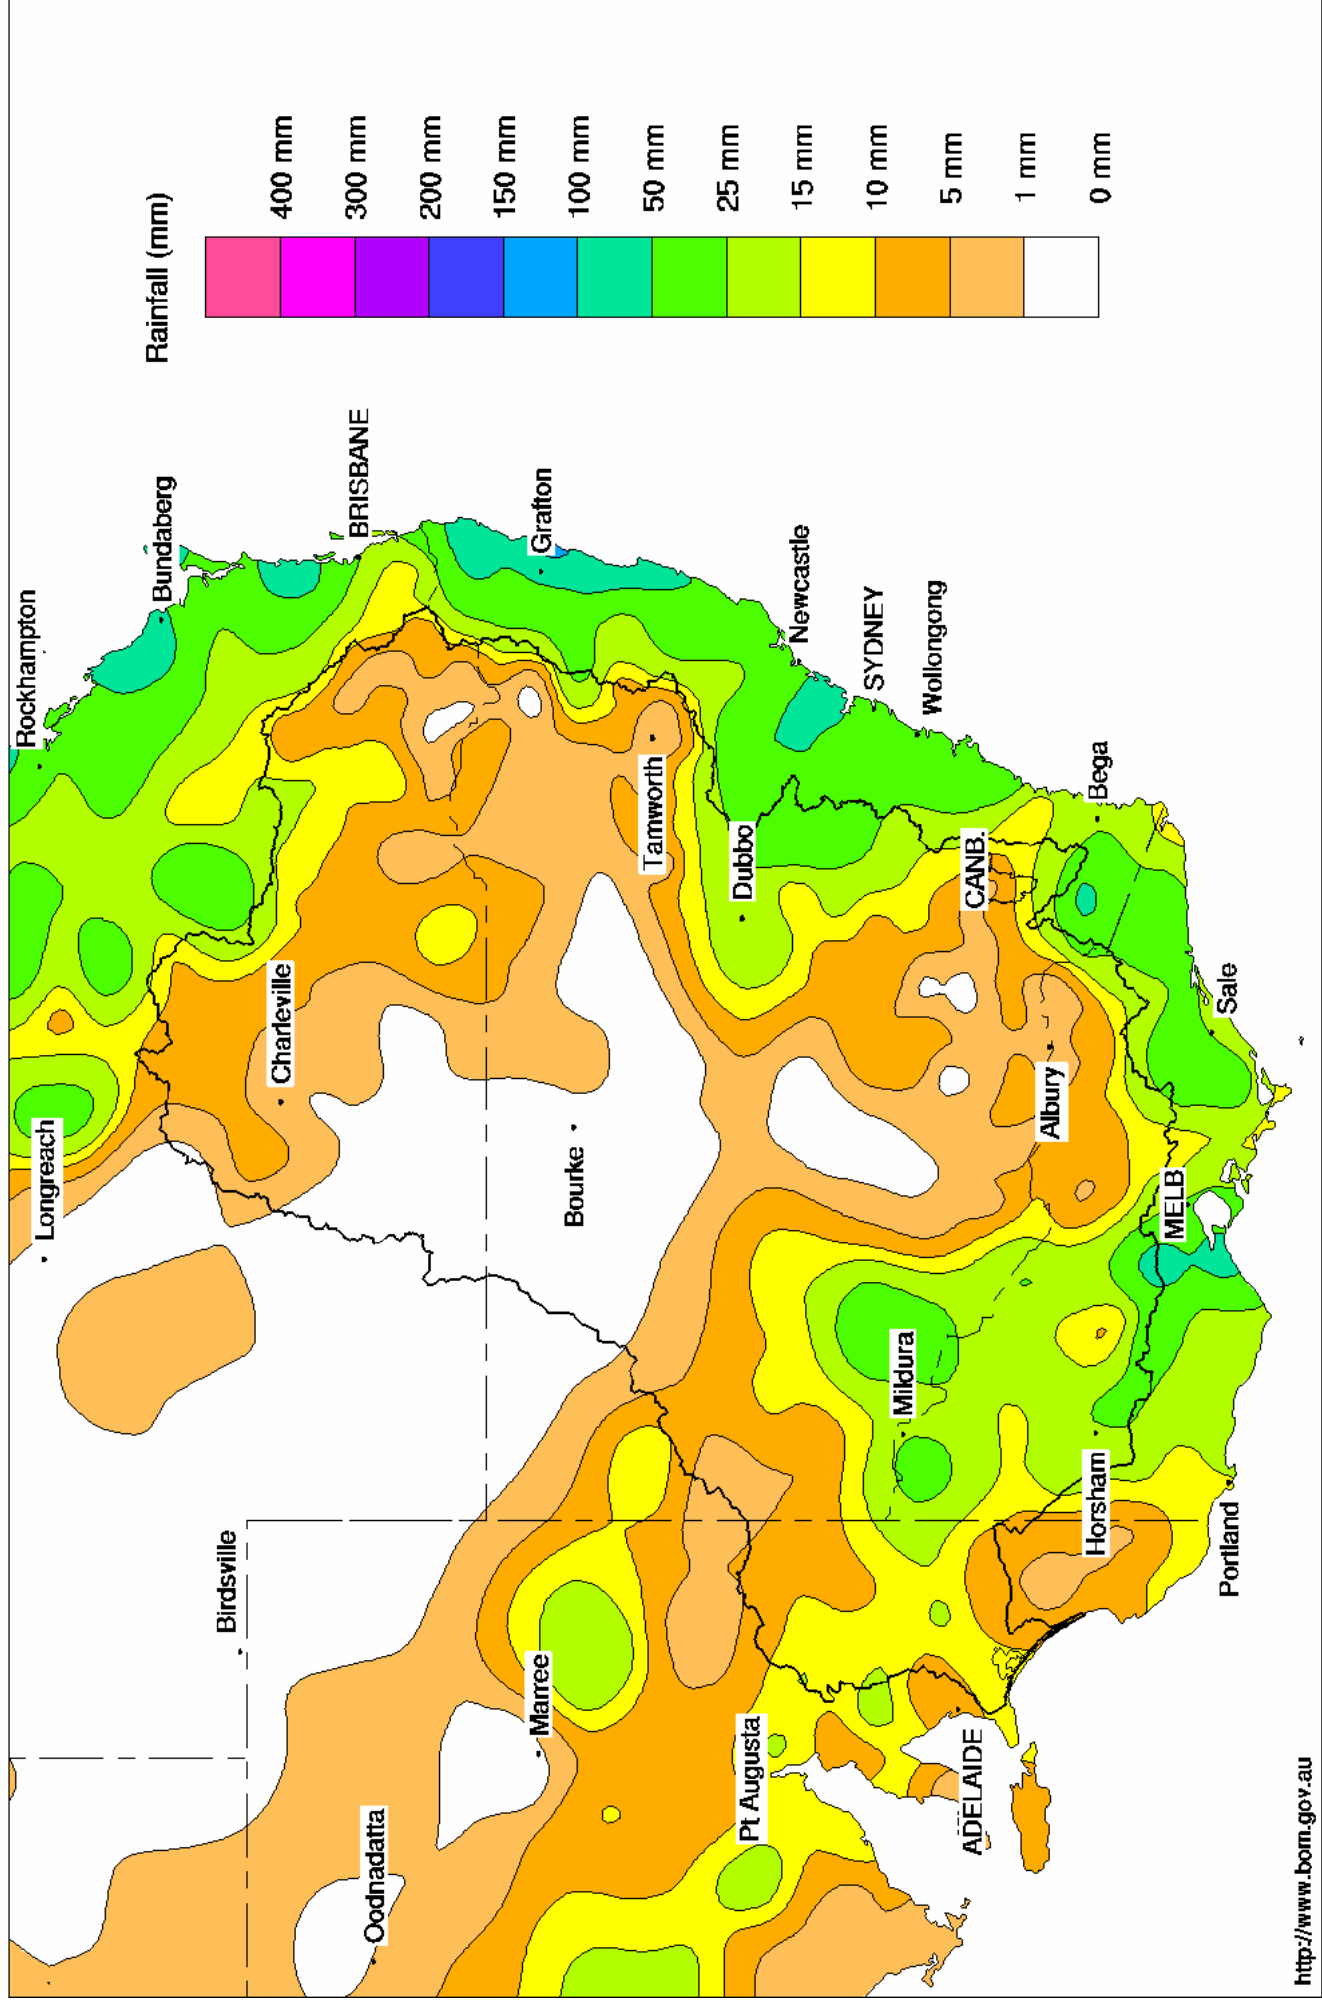 Rockhampton
Longreach
Bundaberg
Birdsville
Charleville
BRISBANE
Oodnadatta
Marree
Bourke
Grafton
Tamworth
Pt Augusta
Dubbo
Newcastle
Mildura
SYDNEY
Wollongong
ADELAIDE
CANB.
Albury
Horsham
Bega
MELB
Portland
Sale
Rainfall (mm)
400 mm
300 mm
200 mm
150 mm
100 mm
50 mm
25 mm
15 mm
10 mm
5 mm
1 mm
0 mm
http://www.bom.gov.au